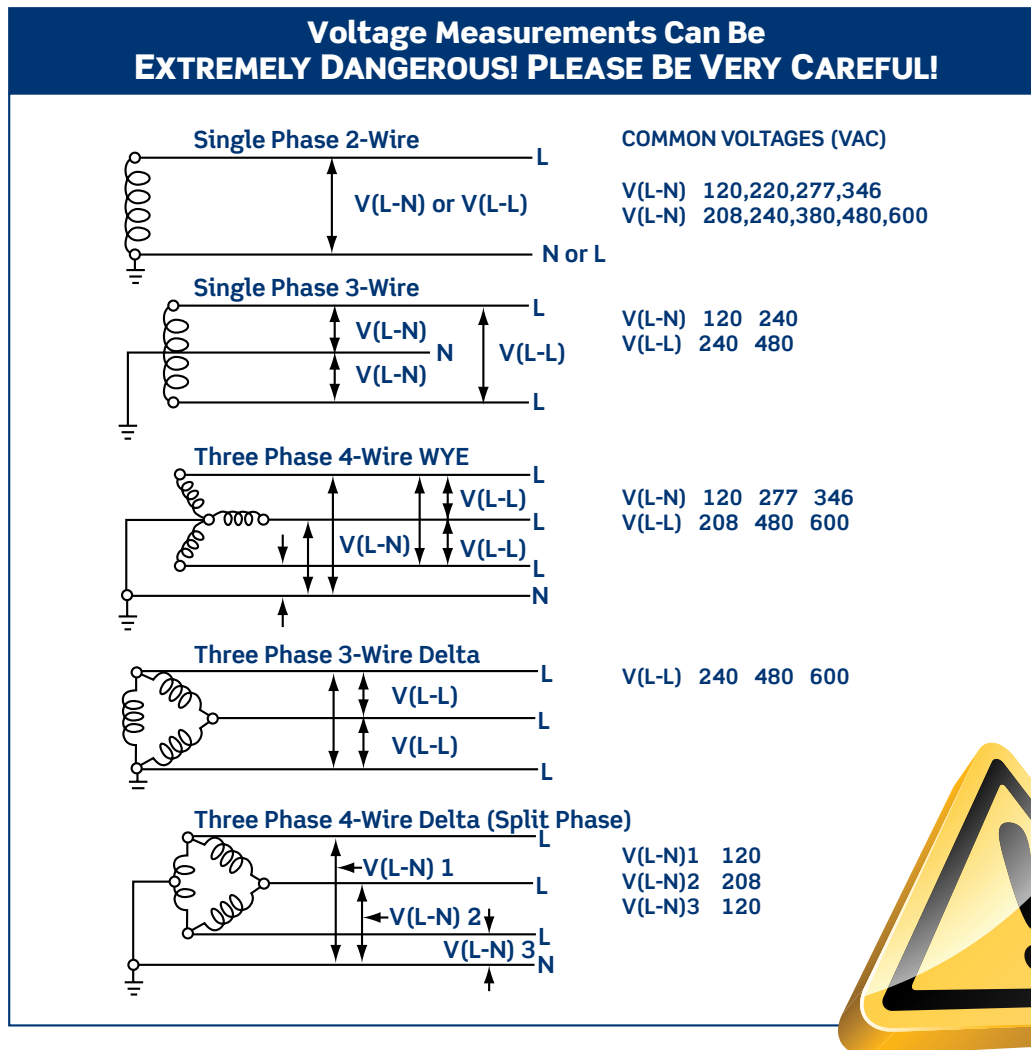 Voltage Measurements Can Be
EXTREMELY DANGEROUS! PLEASE BE VERY CAREFUL!
Single Phase 2-Wire
L
V(L-N) or V(L-L)
N or L
COMMON VOLTAGES (VAC)
V(L-N) 120,220,277,346
V(L-N) 208,240,380,480,600
Single Phase 3-Wire
L
V(L-N)
N
V(L-L)
V(L-N)
L
V(L-N) 120 240
V(L-L) 240 480
Three Phase 4-Wire WYE
L
V(L-L)
L
V(L-N)
V(L-L)
L
N
V(L-N) 120 277 346
V(L-L) 208 480 600
Three Phase 3-Wire Delta
L
V(L-L)
L
V(L-L)
L
V(L-L) 240 480 600
Three Phase 4-Wire Delta (Split Phase)
L
V(L-N) 1
L
V(L-N) 2
L
V(L-N) 3
N
V(L-N)1 120
V(L-N)2 208
V(L-N)3 120